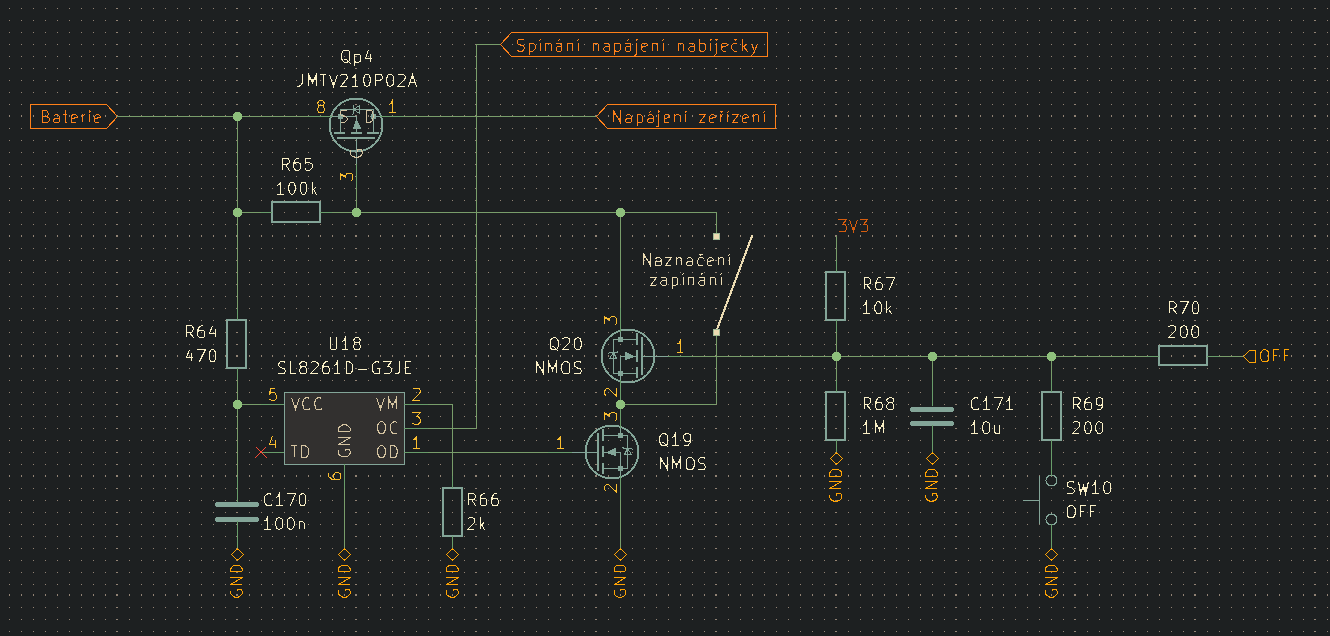 Spínání napájení nabíječky
Qp4
JMTV210P02A
8
1
Baterie
Napájení zeřízení
S
D
G
3
R65
100k
3V3
Naznačení
zapínání
R67
10k
R70
200
R64
470
U18
SL8261D-G3JE
Q20
NMOS
3
1
2
OFF
5
VCC
VM
2
OC
3
4
TD
GND
OD
1
6
1
3
Q19
NMOS
2
R68
1M
C171
10u
R69
200
GND
GND
SW10
OFF
C170
100n
R66
2k
GND
GND
GND
GND
GND